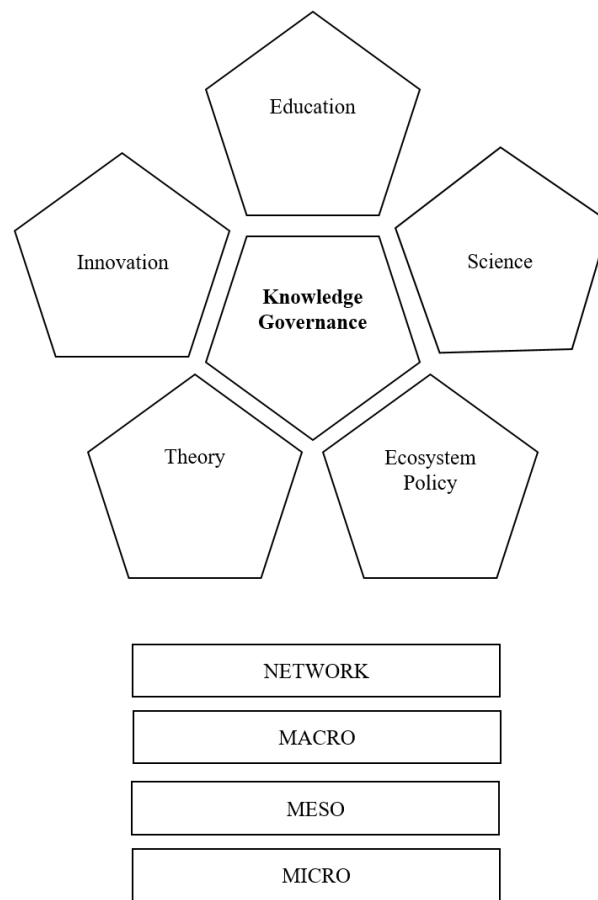 Education
Innovation
Science
Knowledge
Governance
Theory
Ecosystem
Policy
NETWORK
MACRO
MESO
MICRO